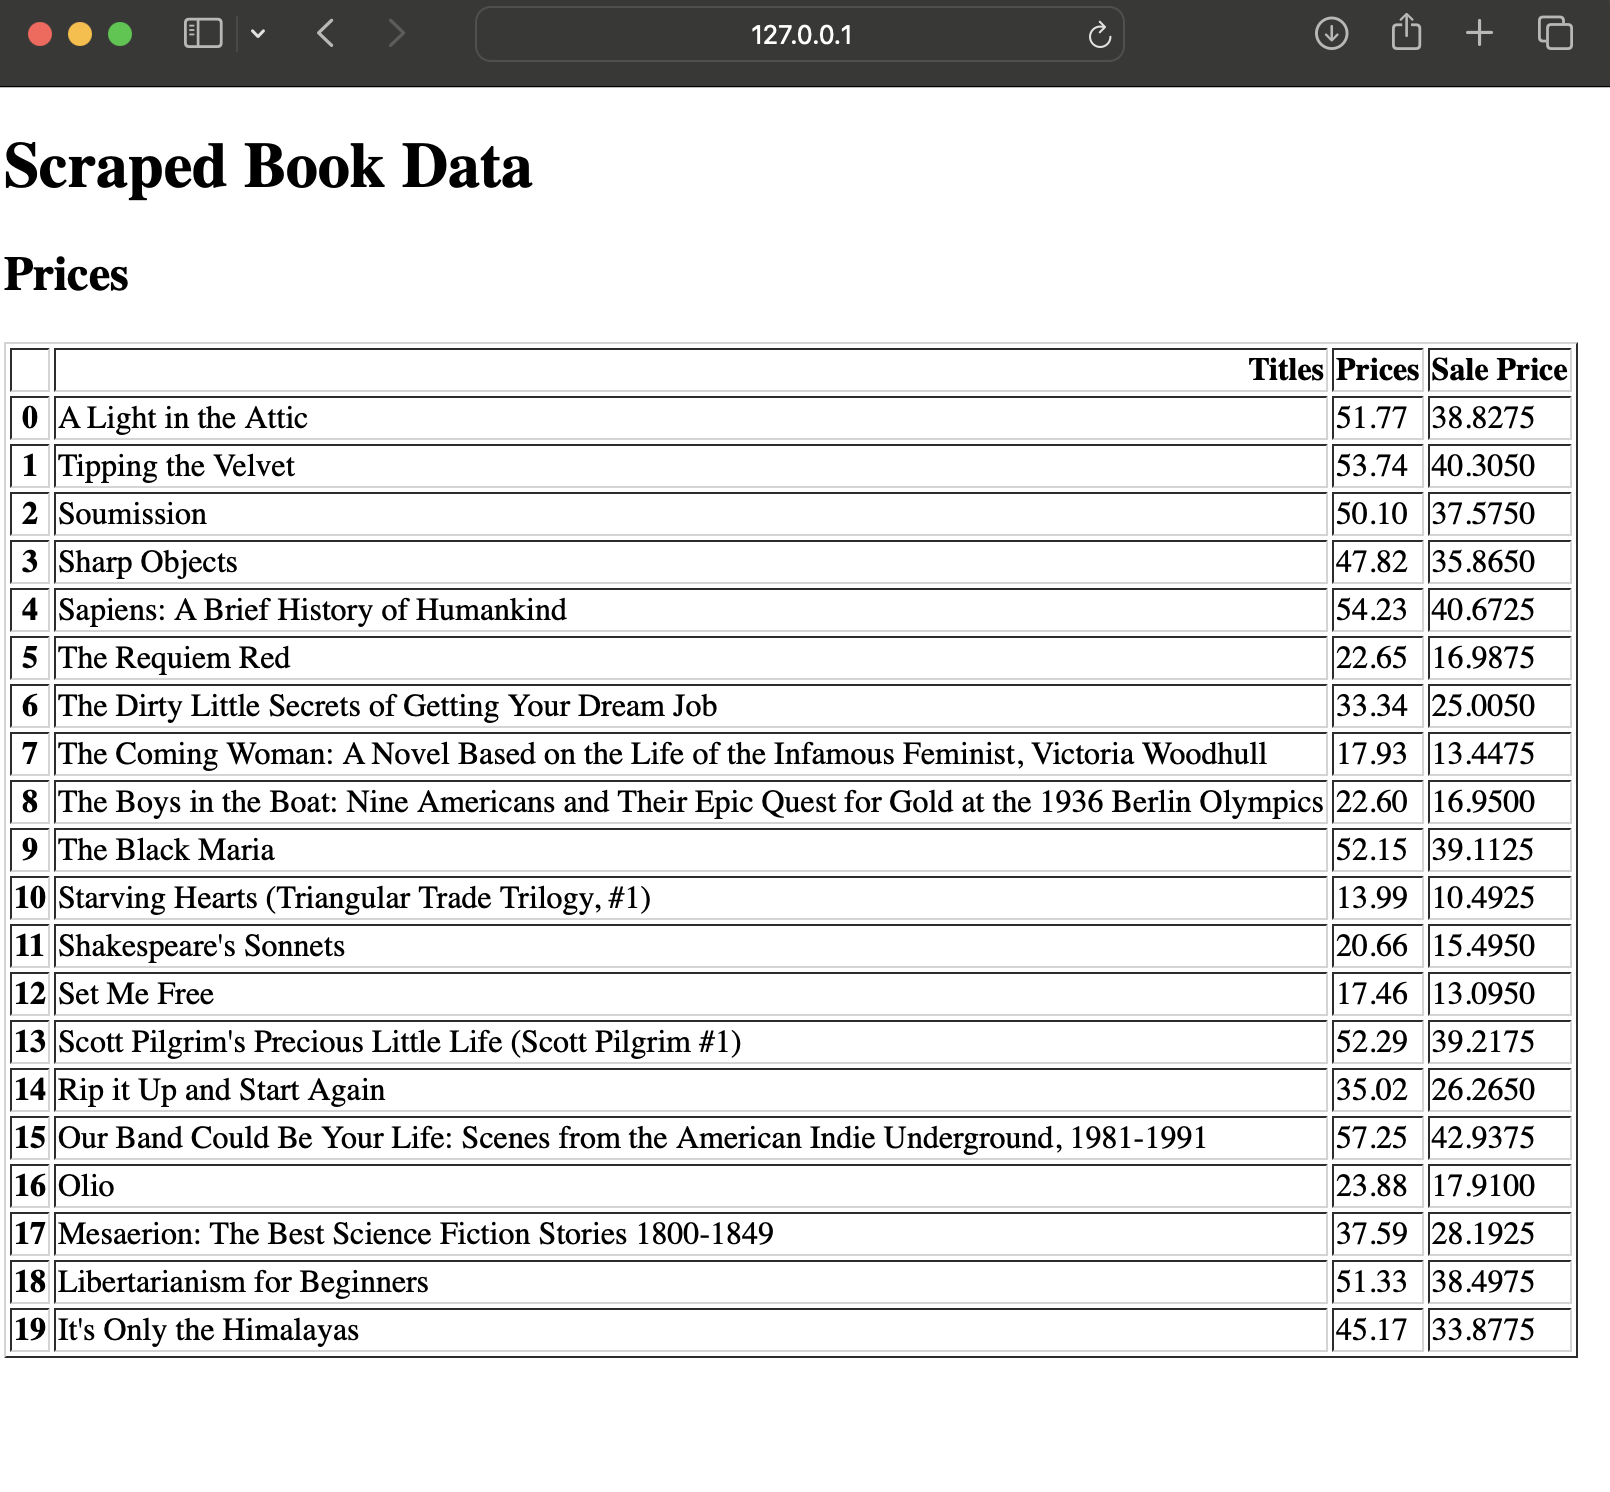 127.0.0.1
Scraped Book Data
Prices
Titles Prices Sale Price
0 A Light in the Attic 51.77 38.8275
1 Tipping the Velvet 53.74 40.3050
2 Soumission 50.10 37.5750
3 Sharp Objects 47.82 35.8650
4 Sapiens: A Brief History of Humankind 54.23 40.6725
5 The Requiem Red 22.65 16.9875
6 The Dirty Little Secrets of Getting Your Dream Job 33.34 25.0050
7 The Coming Woman: A Novel Based on the Life of the Infamous Feminist, Victoria Woodhull 17.93 13.4475
8 The Boys in the Boat: Nine Americans and Their Epic Quest for Gold at the 1936 Berlin Olympics 22.60 16.9500
9 The Black Maria 52.15 39.1125
10 Starving Hearts (Triangular Trade Trilogy, #1) 13.99 10.4925
11 Shakespeare's Sonnets 20.66 15.4950
12 Set Me Free 17.46 13.0950
13 Scott Pilgrim's Precious Little Life (Scott Pilgrim #1) 52.29 39.2175
14 Rip it Up and Start Again 35.02 26.2650
15 Our Band Could Be Your Life: Scenes from the American Indie Underground, 1981-1991 57.25 42.9375
16 Olio 23.88 17.9100
17 Mesaerion: The Best Science Fiction Stories 1800-1849 37.59 28.1925
18 Libertarianism for Beginners 51.33 38.4975
19 It's Only the Himalayas 45.17 33.8775